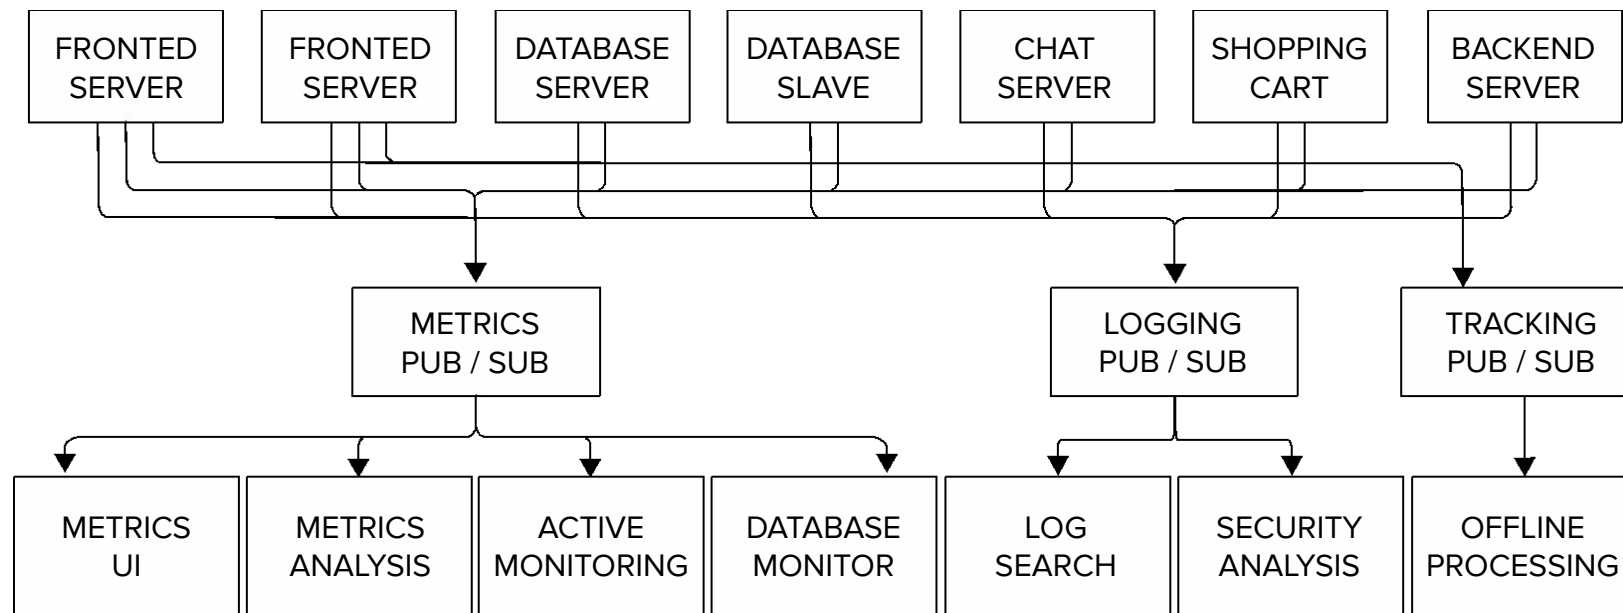 FRONTED
SERVER
FRONTED
SERVER
DATABASE
SERVER
DATABASE
SLAVE
CHAT
SERVER
SHOPPING
CART
BACKEND
SERVER
METRICS
PUB / SUB
LOGGING
PUB / SUB
TRACKING
PUB / SUB
METRICS
UI
METRICS
ANALYSIS
ACTIVE
MONITORING
DATABASE
MONITOR
LOG
SEARCH
SECURITY
ANALYSIS
OFFLINE
PROCESSING